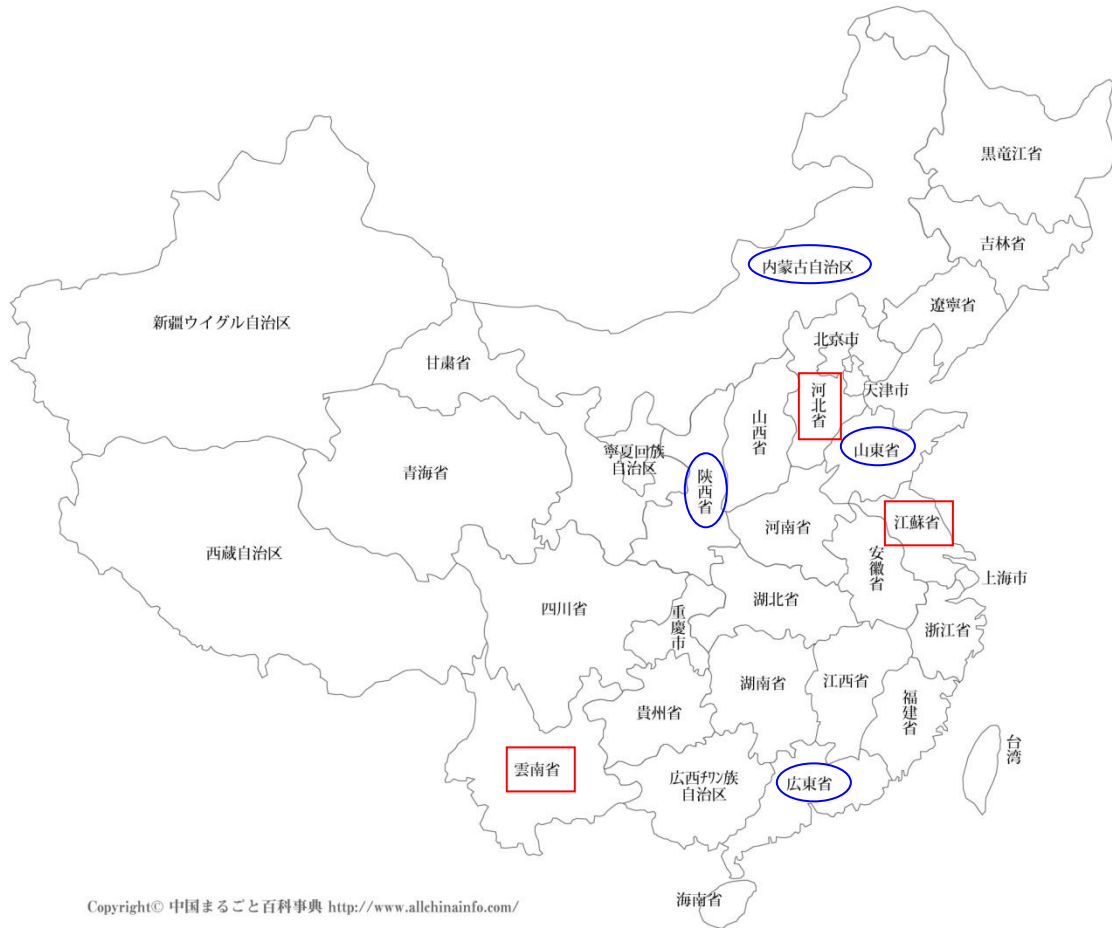 黒竜江省
吉林省
内蒙古自治区
遼寧省
新疆ウイグル自治区
北京市
甘粛省
天津市
河北省
山西省
山東省
寧夏回族
自治区
青海省
陝西省
江蘇省
河南省
西蔵自治区
安徽省
上海市
湖北省
四川省
重慶市
浙江省
湖南省
江西省
福建省
貴州省
台湾
雲南省
広西ﾁﾜﾝ族
自治区
広東省
海南省
Copyright© 中国まるごと百科事典 http://www.allchinainfo.com/